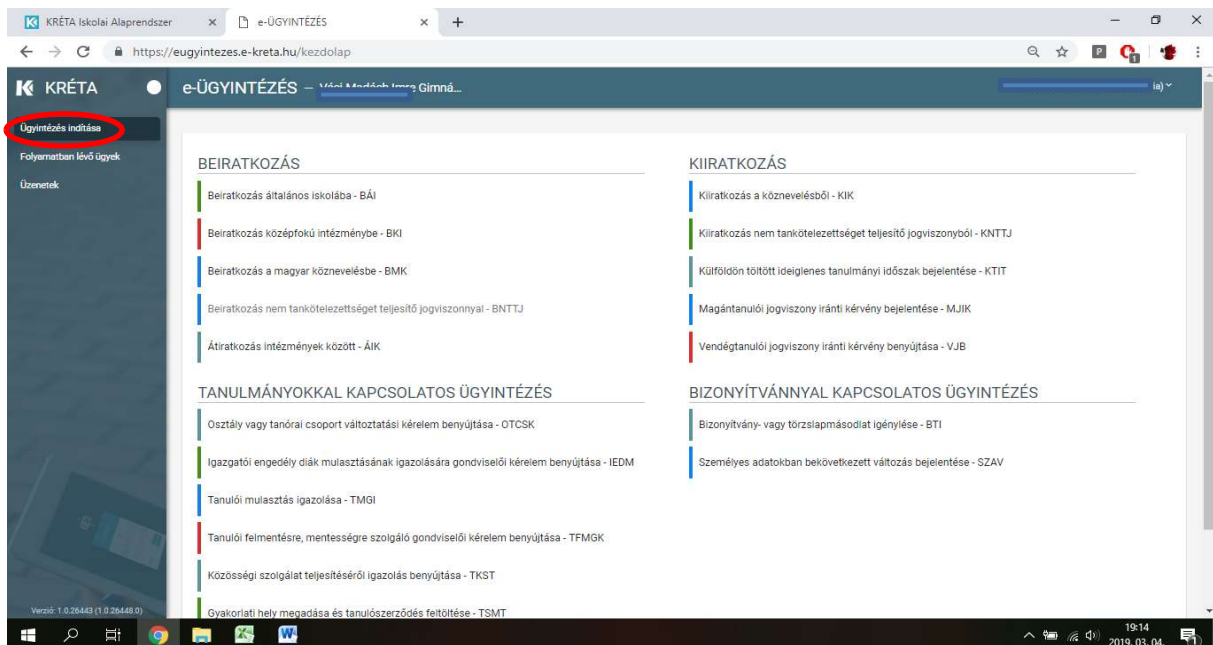 KRÉTA Iskolai Alaprendszer
e-ÜGYINTÉZÉS
https://eugyintezes.e-kreta.hu/kezdolap
KRÉTA
e-ÜGYINTÉZÉS – Váci Madách Imre Gimná...
ia)
Ügyintézés indítása
Folyamatban lévő ügyek
Üzenetek
BEIRATKOZÁS
Beiratkozás általános iskolába - BÁI
Beiratkozás középfokú intézménybe - BKI
Beiratkozás a magyar köznevelésbe - BMK
Beiratkozás nem tankötelezettséget teljesítő jogviszonnyal - BNTTJ
Átiratkozás intézmények között - ÁIK
KIIRATKOZÁS
Kiiratkozás a köznevelésből - KIK
Kiiratkozás nem tankötelezettséget teljesítő jogviszonyból - KNTTJ
Külföldön töltött ideiglenes tanulmányi időszak bejelentése - KTIT
Magántanulói jogviszony iránti kérvény bejelentése - MJIK
Vendégtanulói jogviszony iránti kérvény benyújtása - VJB
TANULMÁNYOKKAL KAPCSOLATOS ÜGYINTÉZÉS
Osztály vagy tanórai csoport változtatási kérelem benyújtása - OTCSK
Igazgatói engedély diák mulasztásának igazolására gondviselői kérelem benyújtása - IEDM
Tanulói mulasztás igazolása - TMGI
Tanulói felmentésre, mentességre szolgáló gondviselői kérelem benyújtása - TFMGK
Közösségi szolgálat teljesítéséről igazolás benyújtása - TKST
Gyakorlati hely megadása és tanulószerződés feltöltése - TSMT
BIZONYÍTVÁNNYAL KAPCSOLATOS ÜGYINTÉZÉS
Bizonyítvány- vagy törzslapmásodlat igénylése - BTI
Személyes adatokban bekövetkezett változás bejelentése - SZAV
Verzió: 1.0.26443 (1.0.26448.0)
19:14
2019. 03. 04.